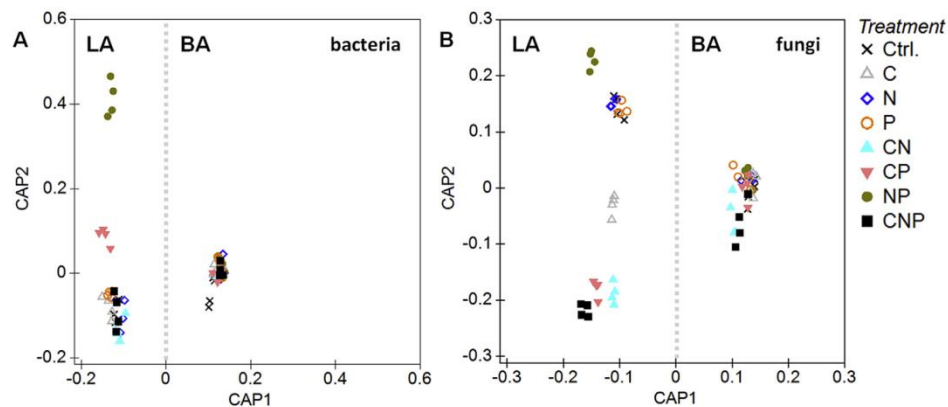 A
LA
BA
bacteria
0.6
0.4
0.2
0
-0.2
CAP2
-0.2
0
0.2
0.4
0.6
CAP1
B
LA
BA
fungi
0.3
0.2
0.1
0
-0.1
-0.2
-0.3
CAP2
-0.3
-0.2
-0.1
0
0.1
0.2
0.3
CAP1
Treatment
Ctrl.
C
N
P
CN
CP
NP
CNP